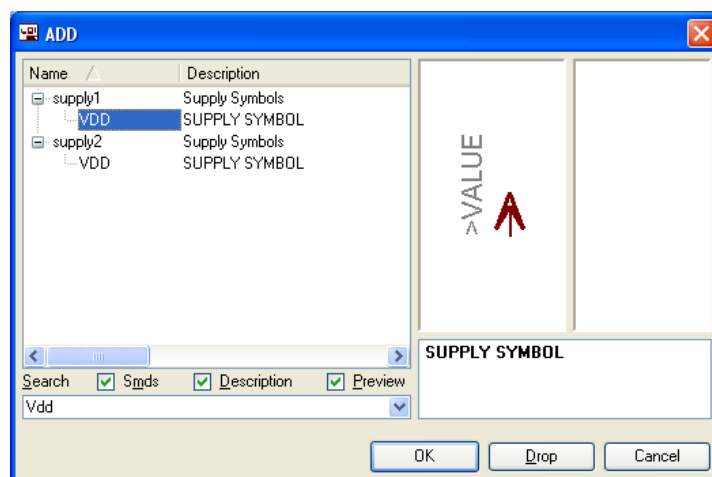 ADD
Name Description
supply1 Supply Symbols
VDD SUPPLY SYMBOL
supply2 Supply Symbols
VDD SUPPLY SYMBOL
>VALUE
SUPPLY SYMBOL
Search Smds Description Preview
Vdd
OK Drop Cancel